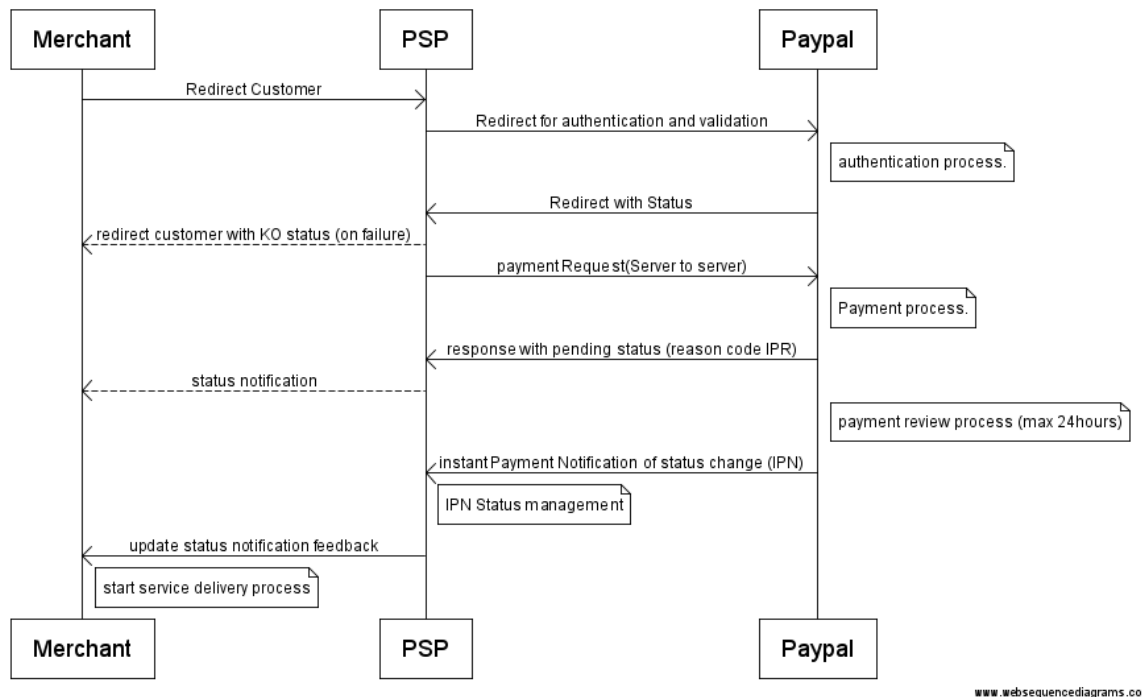 Merchant
PSP
Paypal
Redirect Customer
Redirect for authentication and validation
authentication process.
Redirect with Status
redirect customer with KO status (on failure)
payment Request(Server to server)
Payment process.
response with pending status (reason code IPR)
status notification
payment review process (max 24hours)
instant Payment Notification of status change (IPN)
IPN Status management
update status notification feedback
start service delivery process
Merchant
PSP
Paypal
www.websequencediagrams.co